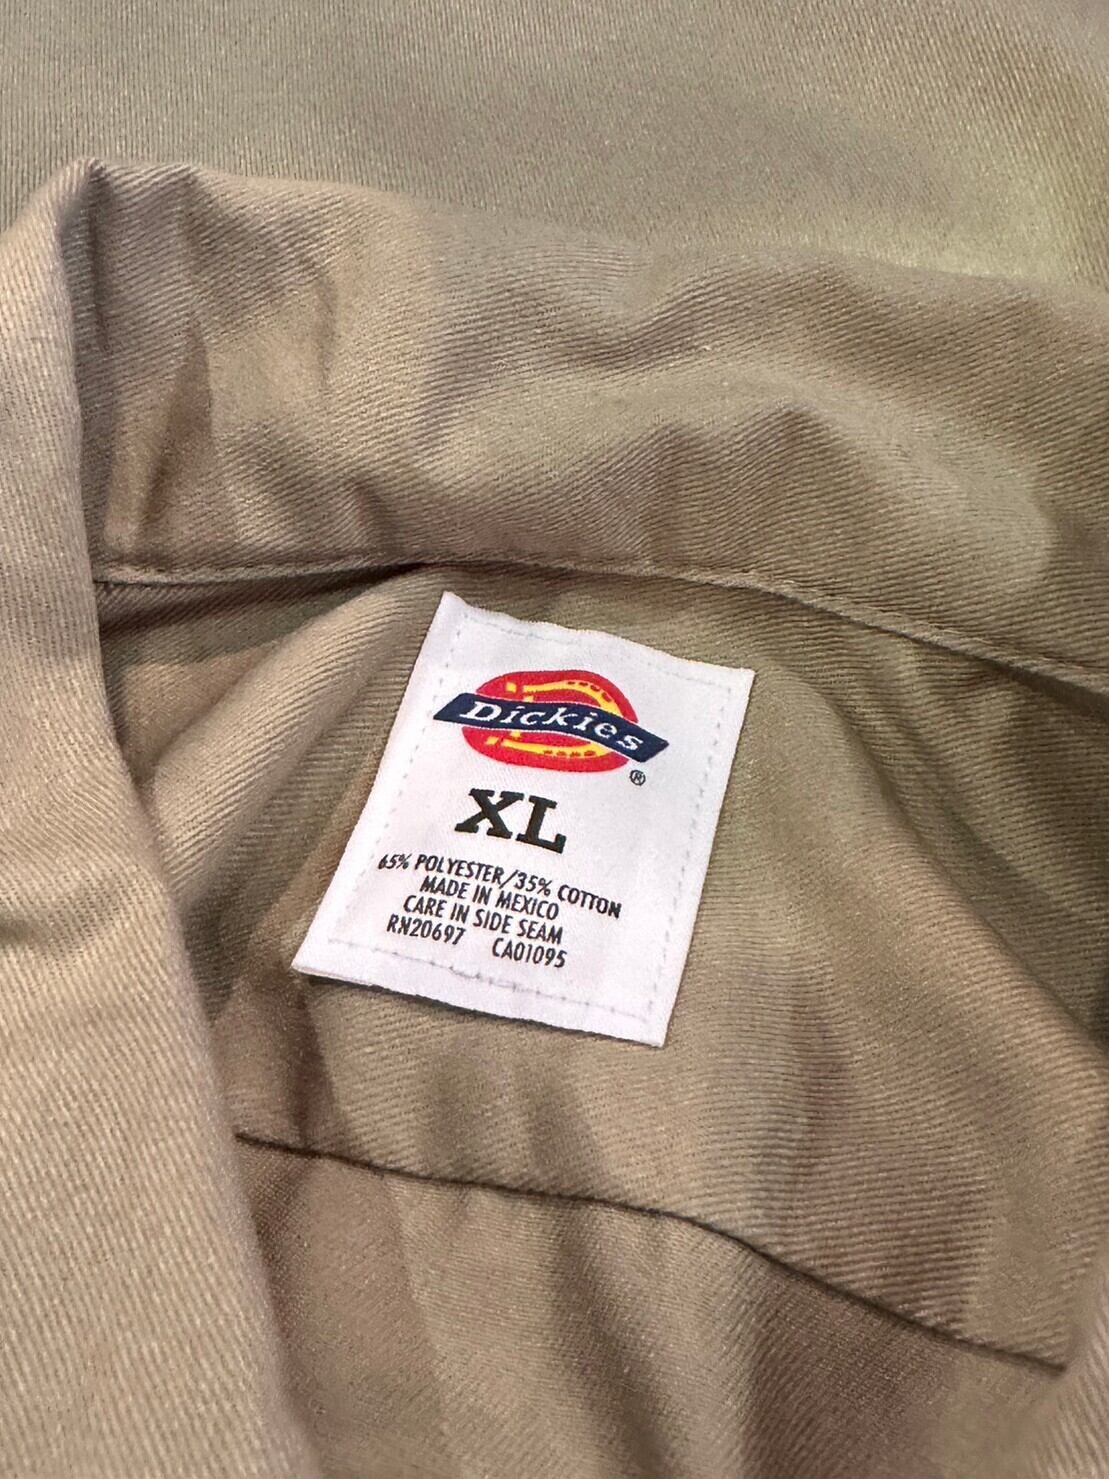 Dickies
®
XL
65% POLYESTER/35% COTTON
MADE IN MEXICO
CARE IN SIDE SEAM
RN20697 CA01095